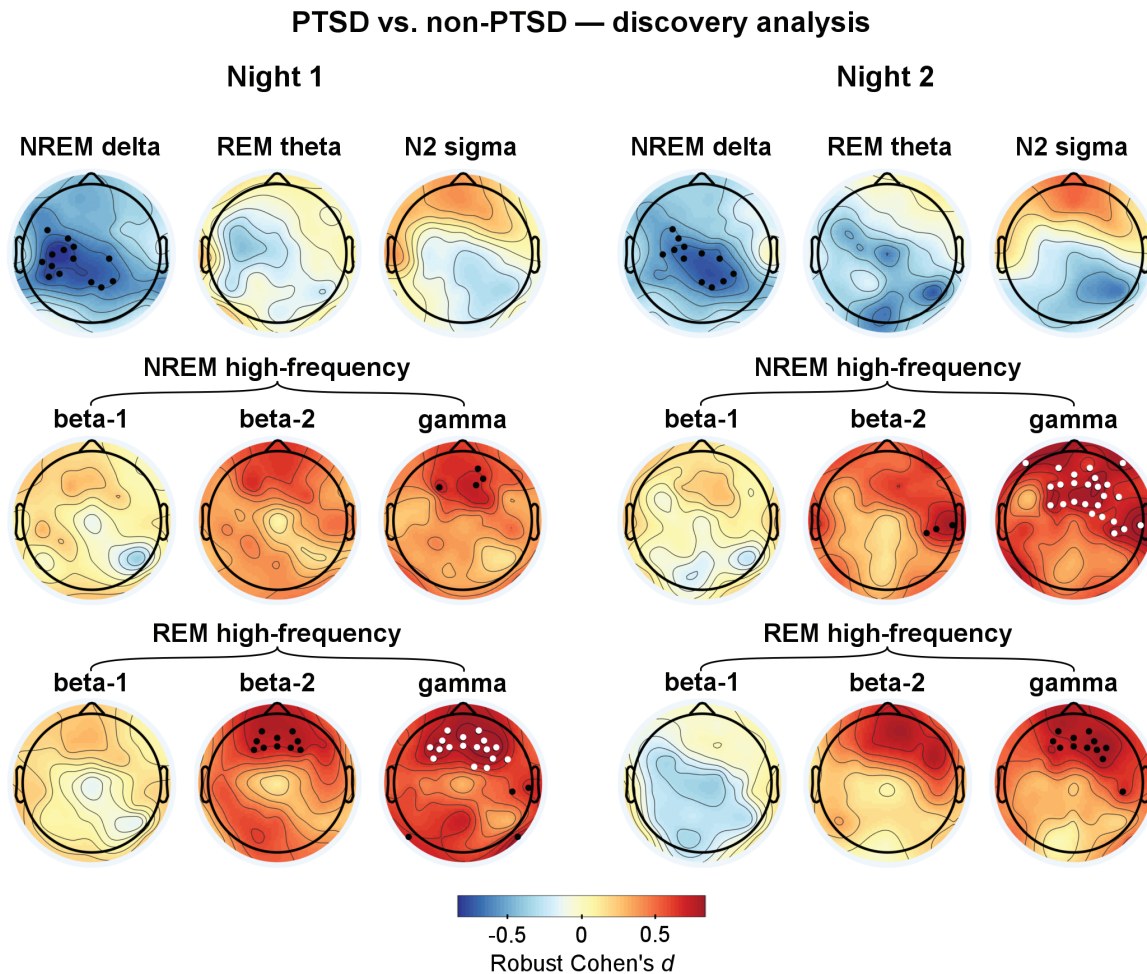 PTSD vs. non-PTSD — discovery analysis
Night 1
Night 2
NREM delta
REM theta
N2 sigma
NREM delta
REM theta
N2 sigma
NREM high-frequency
NREM high-frequency
beta-1
beta-2
gamma
beta-1
beta-2
gamma
REM high-frequency
REM high-frequency
beta-1
beta-2
gamma
beta-1
beta-2
gamma
-0.5
0
0.5
Robust Cohen's d